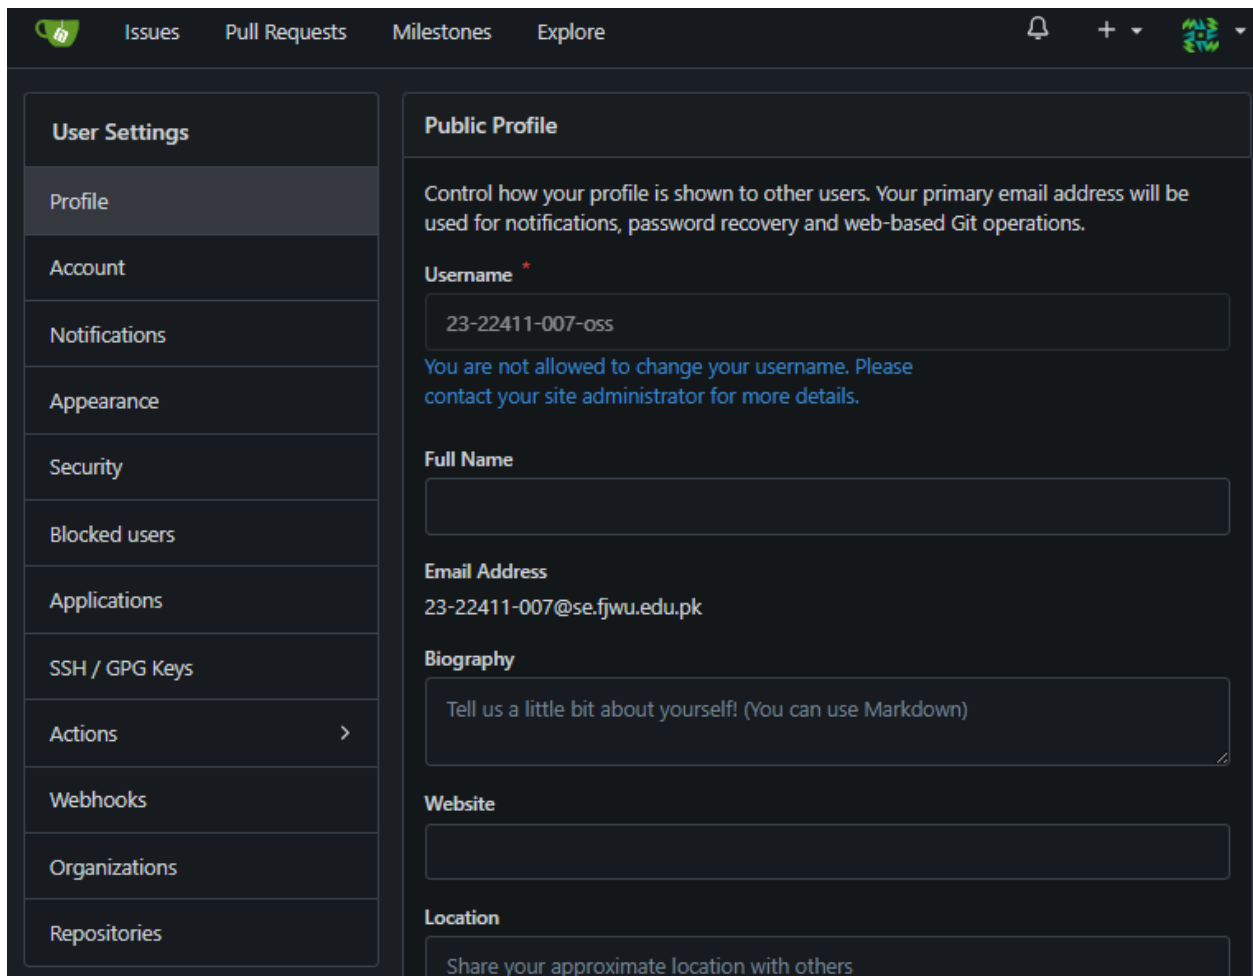 Issues Pull Requests Milestones Explore
User Settings
Profile
Account
Notifications
Appearance
Security
Blocked users
Applications
SSH / GPG Keys
Actions
Webhooks
Organizations
Repositories
Public Profile
Control how your profile is shown to other users. Your primary email address will be
used for notifications, password recovery and web-based Git operations.
Username *
23-22411-007-oss
You are not allowed to change your username. Please
contact your site administrator for more details.
Full Name
Email Address
23-22411-007@se.fjwu.edu.pk
Biography
Tell us a little bit about yourself! (You can use Markdown)
Website
Location
Share your approximate location with others